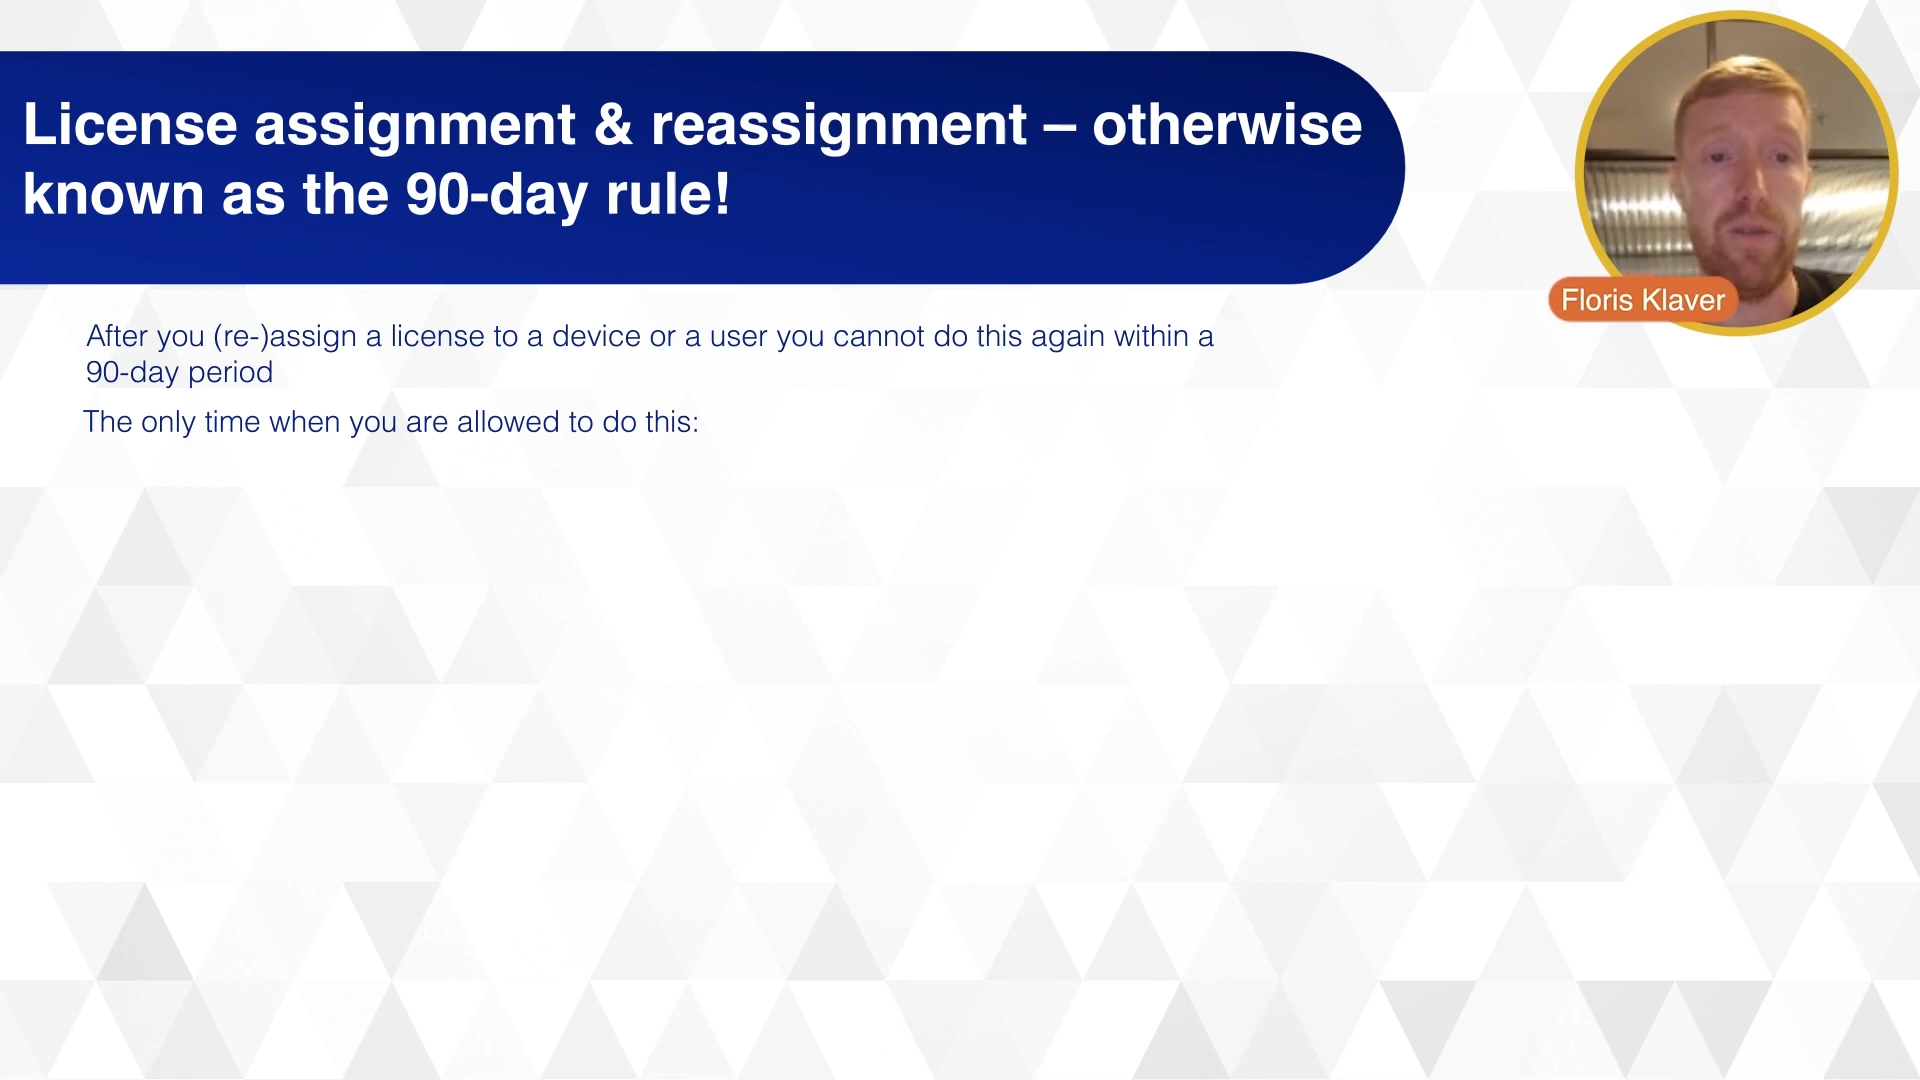 License assignment & reassignment – otherwise
known as the 90-day rule!
Floris Klaver
After you (re-)assign a license to a device or a user you cannot do this again within a
90-day period
The only time when you are allowed to do this: